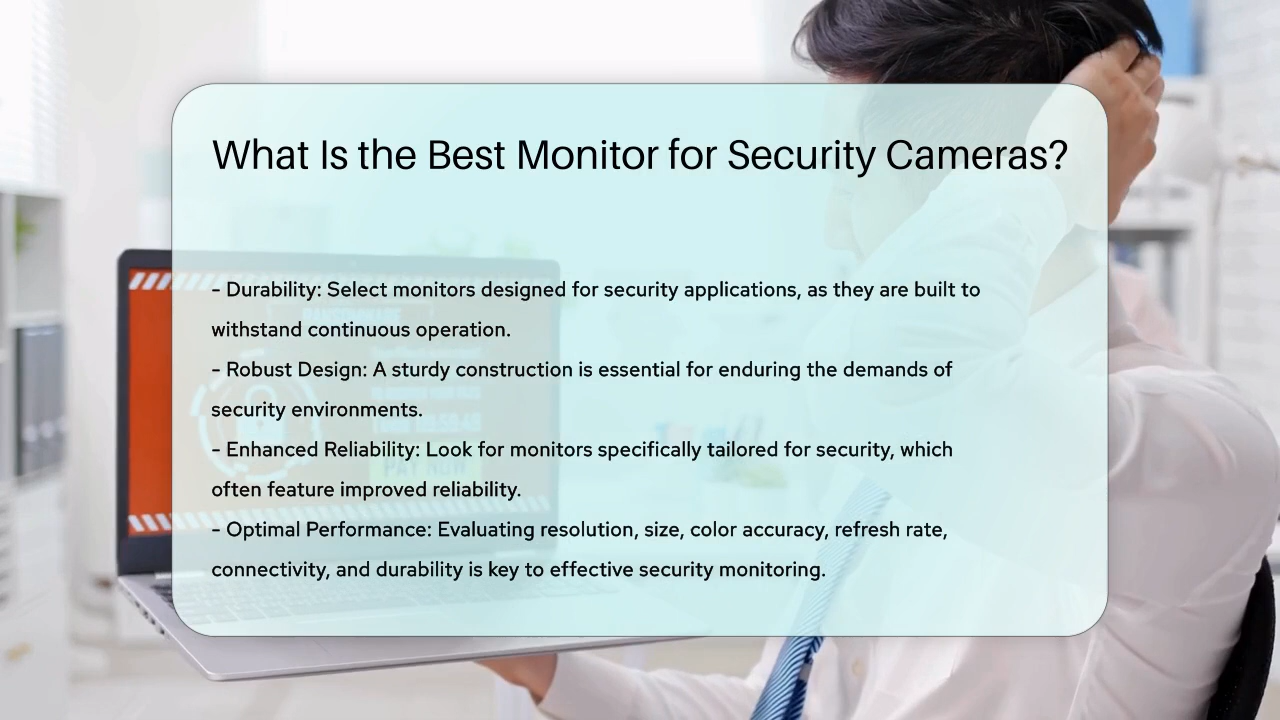 What Is the Best Monitor for Security Cameras?
- Durability: Select monitors designed for security applications, as they are built to
withstand continuous operation.
- Robust Design: A sturdy construction is essential for enduring the demands of
security environments.
- Enhanced Reliability: Look for monitors specifically tailored for security, which
often feature improved reliability.
- Optimal Performance: Evaluating resolution, size, color accuracy, refresh rate,
connectivity, and durability is key to effective security monitoring.
PAY NOW